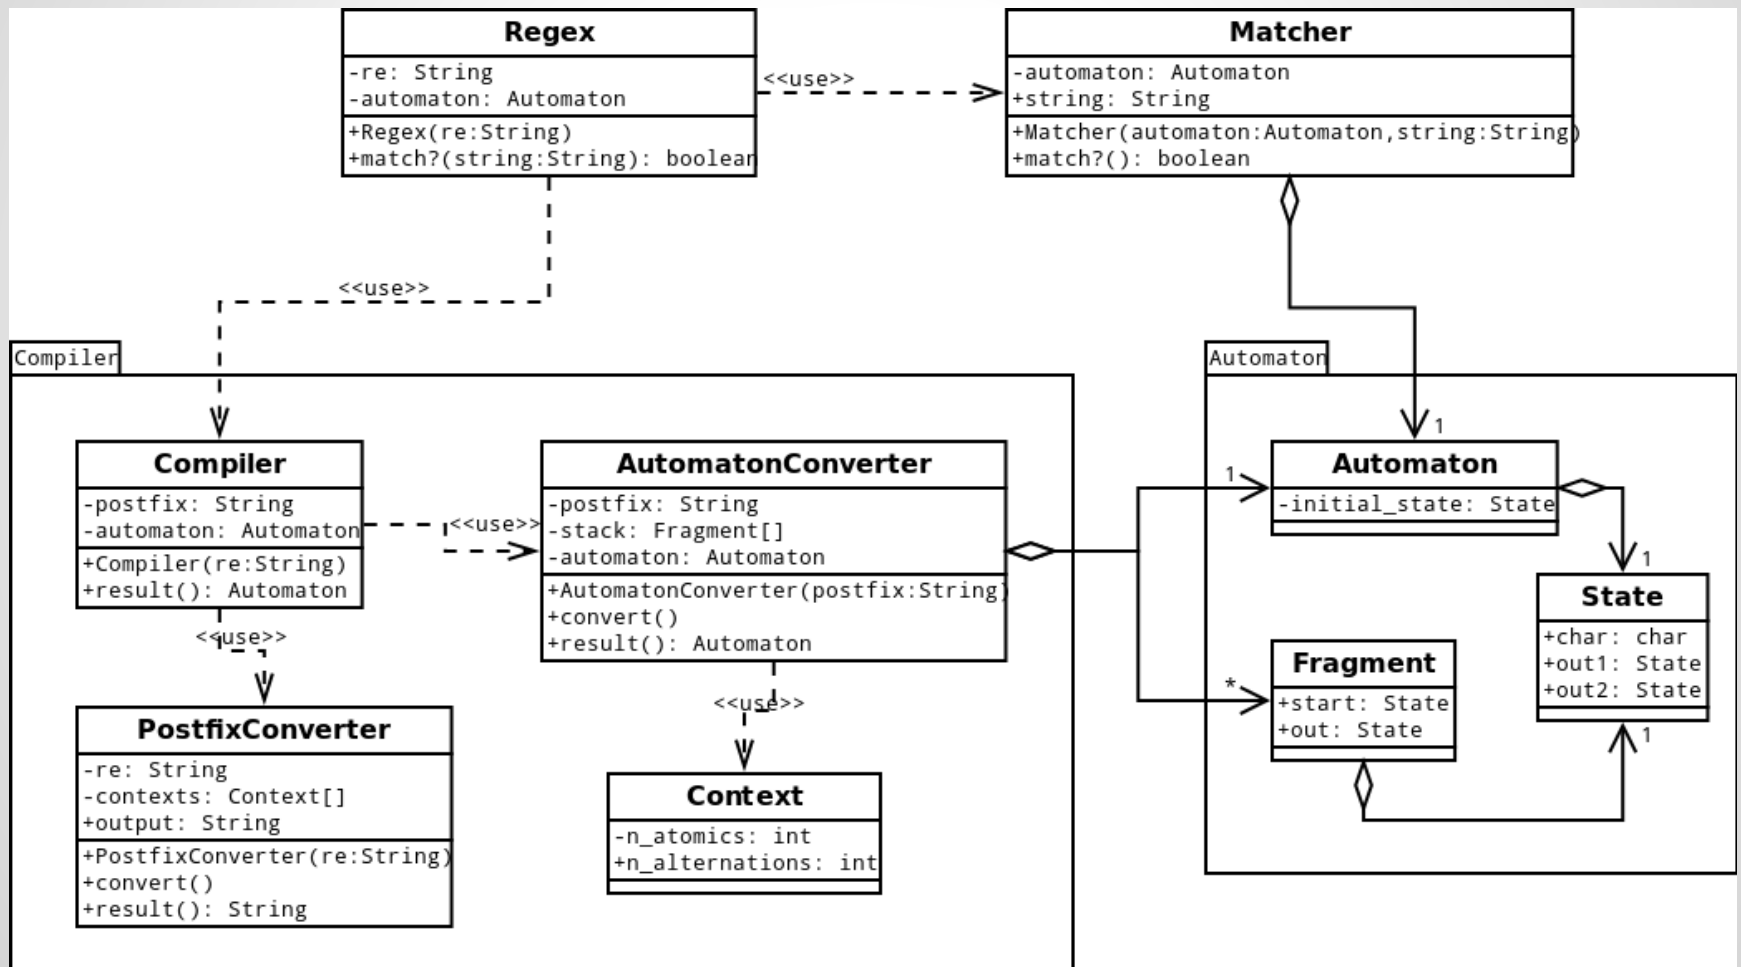 Regex
-re: String
-automaton: Automaton
+Regex(re:String)
+match?(string:String): boolean
<<use>>
Matcher
-automaton: Automaton
+string: String
+Matcher(automaton:Automaton,string:String)
+match?(): boolean
<<use>>
Compiler
Compiler
-postfix: String
-automaton: Automaton
+Compiler(re:String)
+result(): Automaton
<<use>>
AutomatonConverter
-postfix: String
-stack: Fragment[]
-automaton: Automaton
+AutomatonConverter(postfix:String)
+convert()
+result(): Automaton
<<use>>
PostfixConverter
-re: String
-contexts: Context[]
+output: String
+PostfixConverter(re:String)
+convert()
+result(): String
<<use>>
Context
-n_atomics: int
+n_alternations: int
Automaton
1
1
Automaton
-initial_state: State
1
State
+char: char
+out1: State
+out2: State
1
*
Fragment
+start: State
+out: State